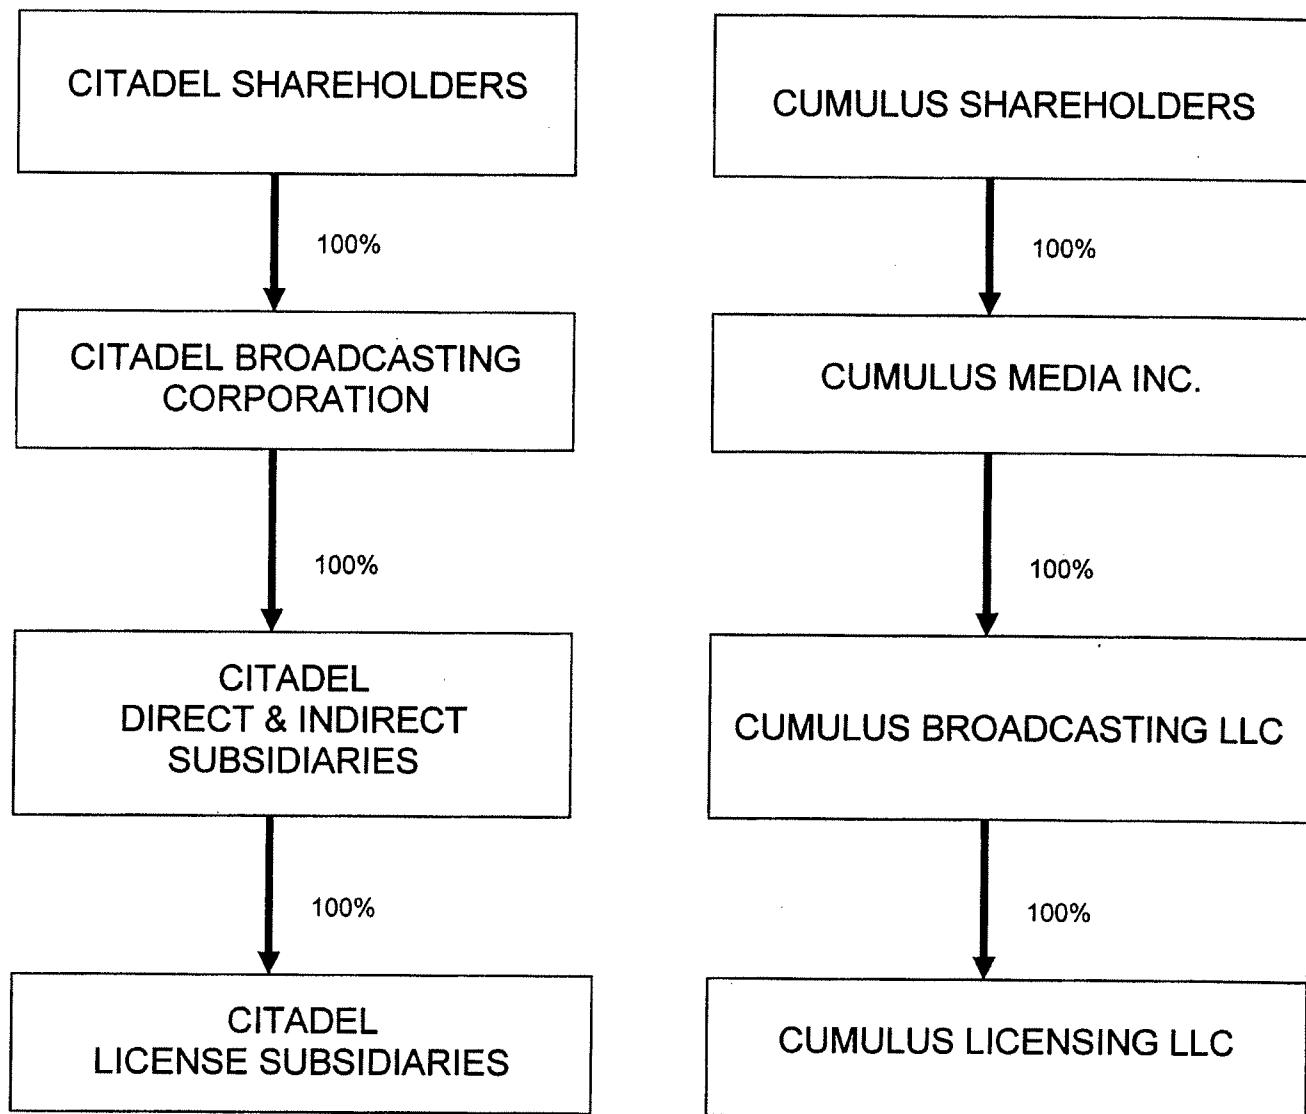 CITADEL SHAREHOLDERS
100%
CITADEL BROADCASTING
CORPORATION
100%
CITADEL
DIRECT & INDIRECT
SUBSIDIARIES
100%
CITADEL
LICENSE SUBSIDIARIES
CUMULUS SHAREHOLDERS
100%
CUMULUS MEDIA INC.
100%
CUMULUS BROADCASTING LLC
100%
CUMULUS LICENSING LLC